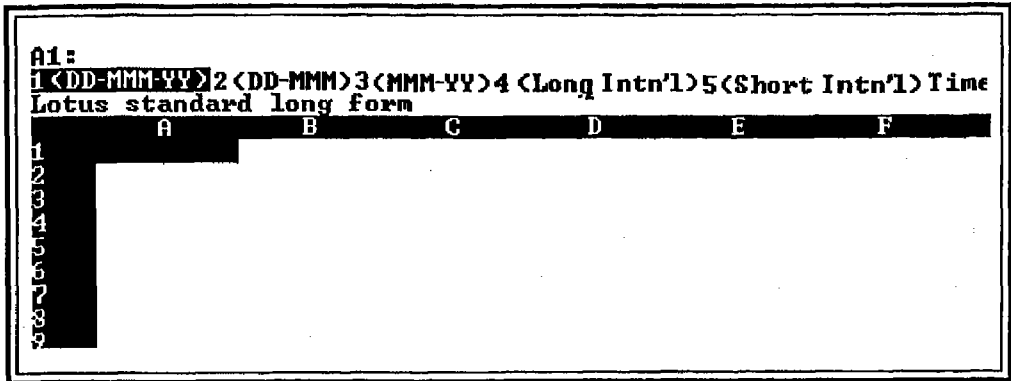 A1:
1 (DD-MMM-YY) 2 (DD-MMM) 3 (MMM-YY) 4 (Long Intn'l) 5 (Short Intn'l) Time
Lotus standard long form
A B C D E F
1
2
3
4
5
6
7
8
9